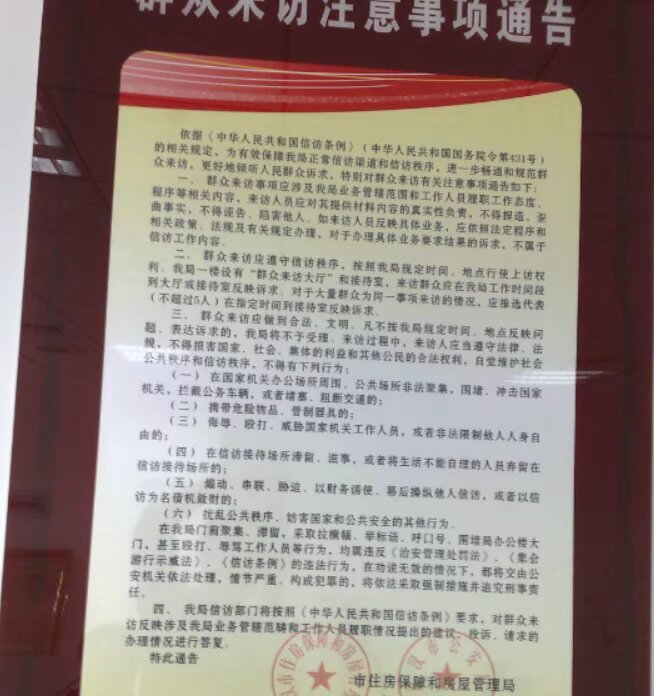 群众来访注意事项通告
依据《中华人民共和国信访条例》（中华人民共和国国务院令第431号）
的相关规定，为有效保障我局正常信访渠道和信访秩序，进一步畅通和规范群
众来访，更好地倾听人民群众诉求，特别对群众来访有关注意事项通告如下：
一、群众来访事项应涉及我局业务管辖范围和工作人员履职工作态度、
程序等相关内容，来访人员应对其提供材料内容的真实性负责，不得捏造、歪
曲事实，不得诬告、陷害他人。如来访人员反映具体业务，应依照法定程序和
相关政策、法规及有关规定办理，对于办理具体业务要求结果的诉求，不属于
信访工作内容。
二、群众来访应遵守信访秩序，按照我局规定时间、地点行使上访权
利。我局一楼设有“群众来访大厅”和接待室，来访群众应在我局工作时间段
到大厅或接待室反映诉求。对于大量群众为同一事项来访的情况，应推选代表
（不超过5人）在指定时间到接待室反映诉求。
三、群众来访应做到合法、文明。凡不按我局规定时间、地点反映问
题、表达诉求的，我局将不予受理。来访过程中，来访人应当遵守法律、法
规，不得损害国家、社会、集体的利益和其他公民的合法权利，自觉维护社会
公共秩序和信访秩序，不得有下列行为：
（一）在国家机关办公场所周围、公共场所非法聚集，围堵、冲击国家
机关，拦截公务车辆，或者堵塞、阻断交通的；
（二）携带危险物品、管制器具的；
（三）侮辱、殴打、威胁国家机关工作人员，或者非法限制他人人身自
由的；
（四）在信访接待场所滞留、滋事，或者将生活不能自理的人员弃留在
信访接待场所的；
（五）煽动、串联、胁迫、以财务诱使、幕后操纵他人信访，或者以信
访为名借机敛财的；
（六）扰乱公共秩序、妨害国家和公共安全的其他行为。
在我局门前聚集、滞留，采取拉横幅、举标语、呼口号、围堵局办公楼大
门，甚至殴打、辱骂工作人员等行为，均属违反《治安管理处罚法》、《集会
游行示威法》、《信访条例》的违法行为，在劝说无效的情况下，都将交由公
安机关依法处理，情节严重、构成犯罪的，将依法采取强制措施并追究刑事责
任。
四、我局信访部门将按照《中华人民共和国信访条例》要求，对群众来
访反映涉及我局业务管辖范畴和工作人员履职情况提出的建议、投诉、请求的
办理情况进行答复。
特此通告
市住房保障和房屋管理局